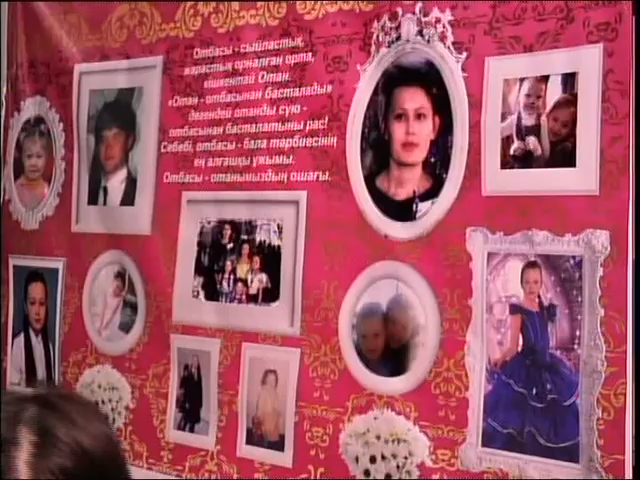 Отбасы - сыйластық,
жарастық орналған орта,
кішкентай Отан.
«Отан - отбасынан басталады»
дегендей отанды сүю -
отбасынан басталатыны рас!
Себебі, отбасы - бала тәрбиесінің
ең алғашқы ұжымы.
Отбасы - отанымыздың ошағы.